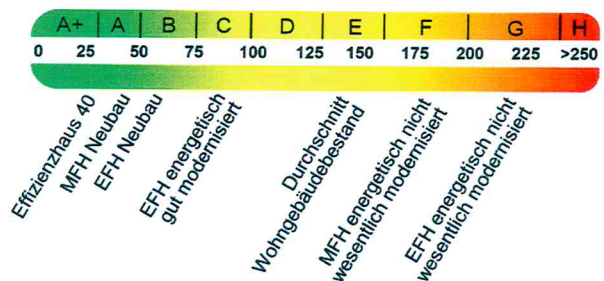 A+ A B C D E F G H
0 25 50 75 100 125 150 175 200 225 >250
Effizienzhaus 40
MFH Neubau
EFH Neubau
EFH energetisch
gut modernisiert
Durchschnitt
Wohngebäudebestand
MFH energetisch nicht
wesentlich modernisiert
EFH energetisch nicht
wesentlich modernisiert